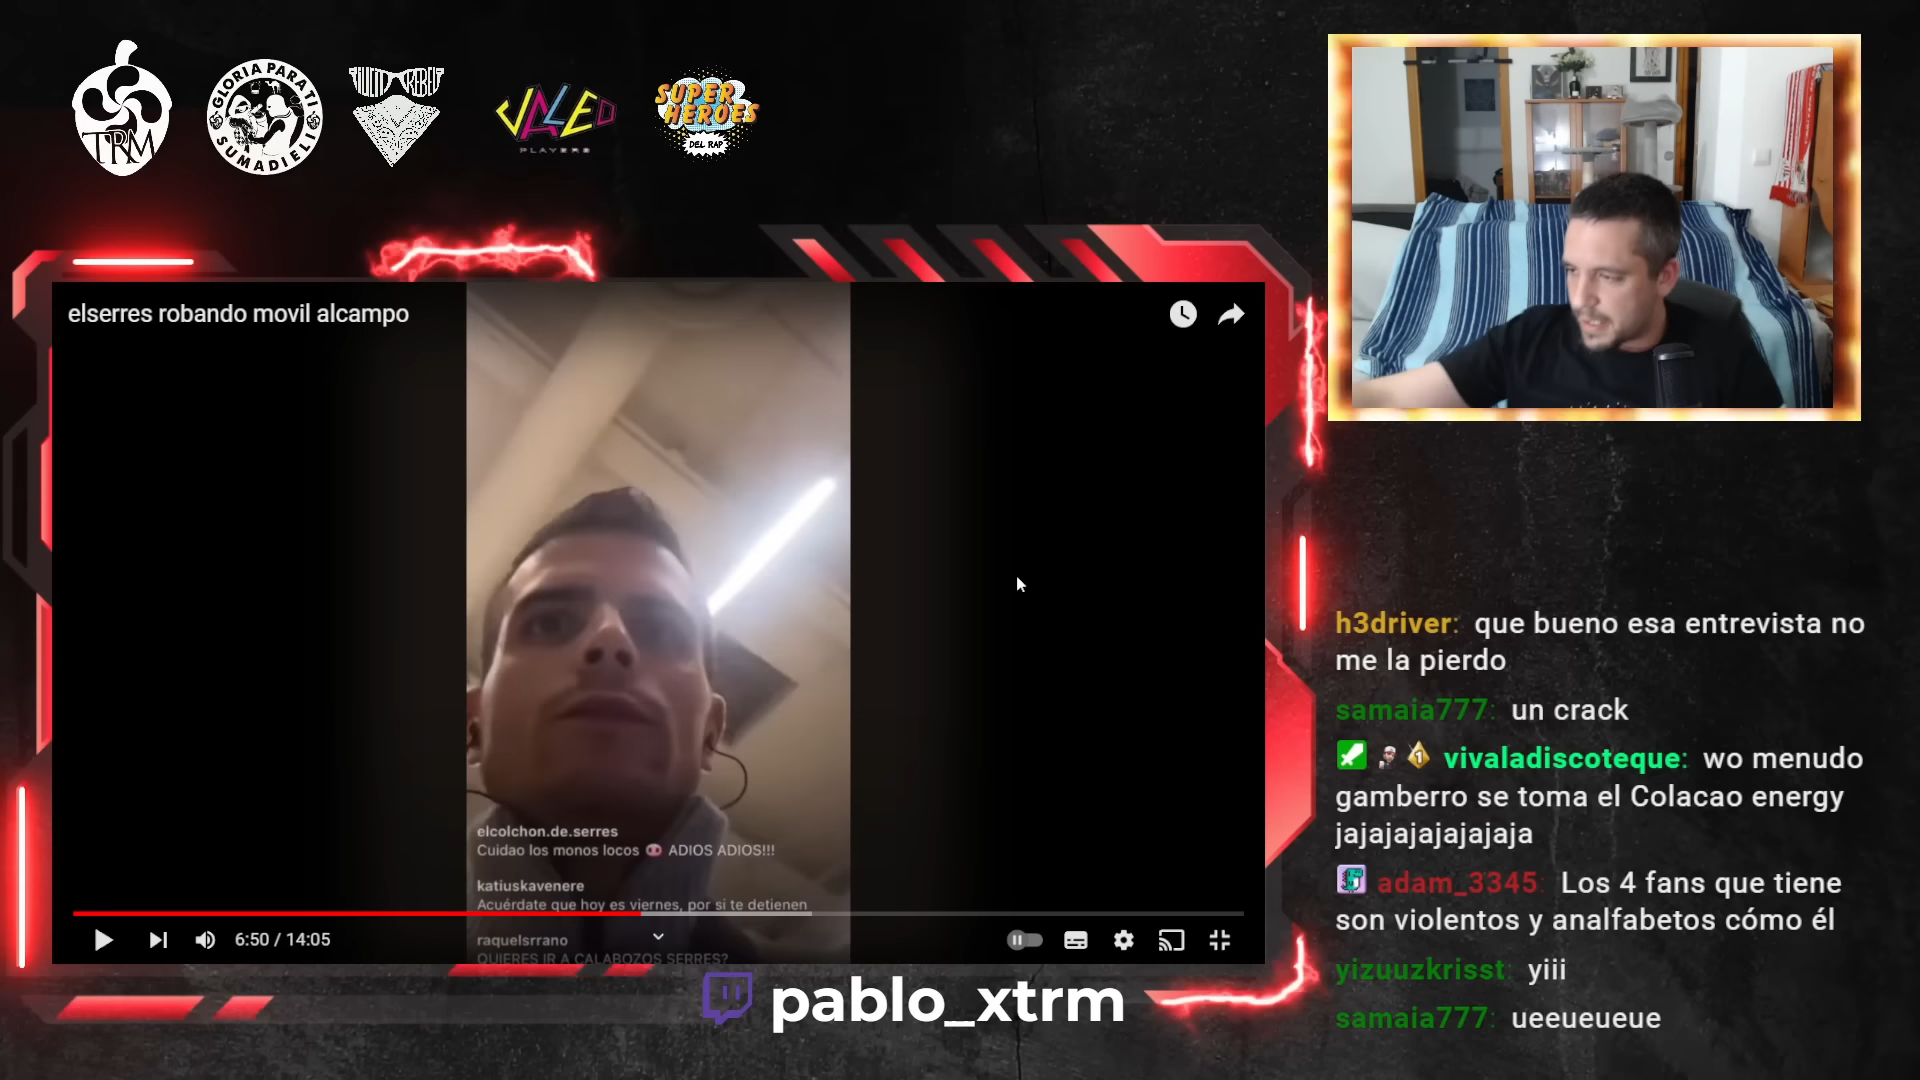 TRM
GLORIA PARA TI
SUMADIELI
REBEL
JALEO
PLAYERS
SUPER
HEROES
DEL RAP
elserres robando movil alcampo
elcolchon.de.serres
Cuidao los monos locos 🐽 ADIOS ADIOS!!!
katiuskavenere
Acuérdate que hoy es viernes, por si te detienen
raquelsrrano
QUIERES IR A CALABOZOS SERRES?
6:50 / 14:05
pablo_xtrm
h3driver: que bueno esa entrevista no
me la pierdo
samaia777: un crack
1 vivaladiscoteque: wo menudo
gamberro se toma el Colacao energy
jajajajajajajaja
adam_3345: Los 4 fans que tiene
son violentos y analfabetos cómo él
yizuuzkrisst: yiii
samaia777: ueeueueue